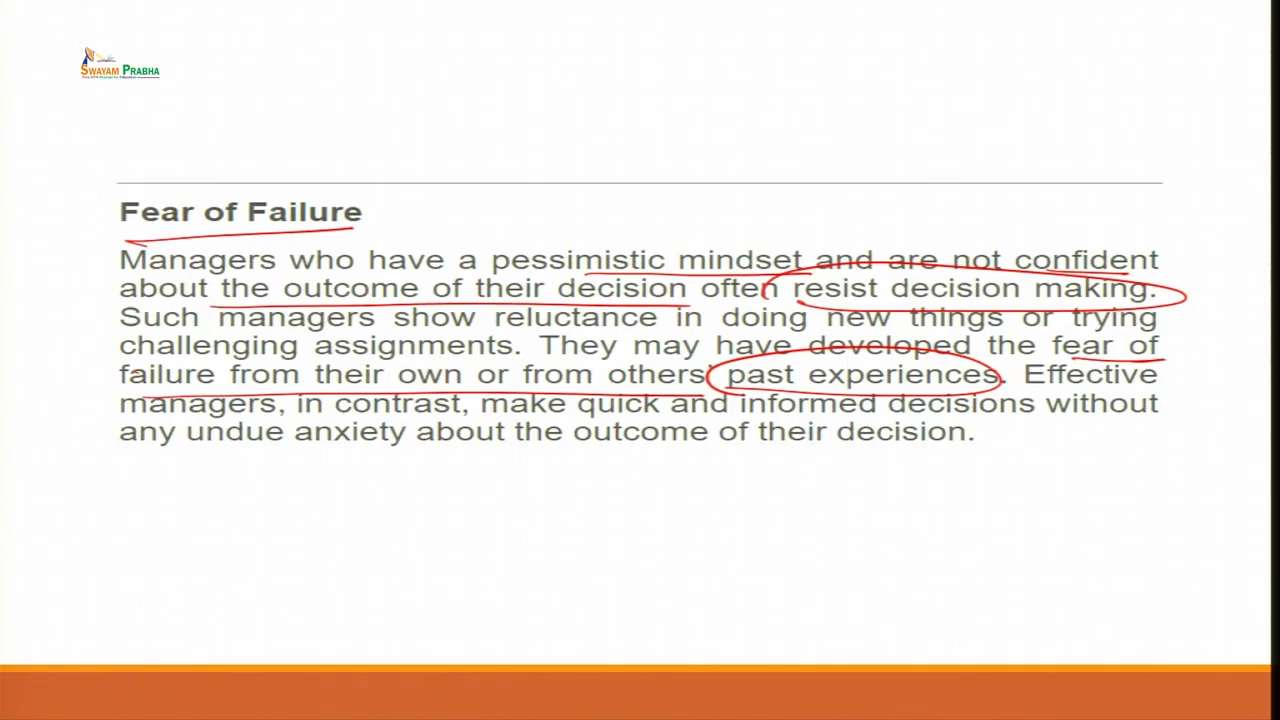 SWAYAM PRABHA
Fear of Failure
Managers who have a pessimistic mindset and are not confident
about the outcome of their decision often resist decision making.
Such managers show reluctance in doing new things or trying
challenging assignments. They may have developed the fear of
failure from their own or from others' past experiences. Effective
managers, in contrast, make quick and informed decisions without
any undue anxiety about the outcome of their decision.